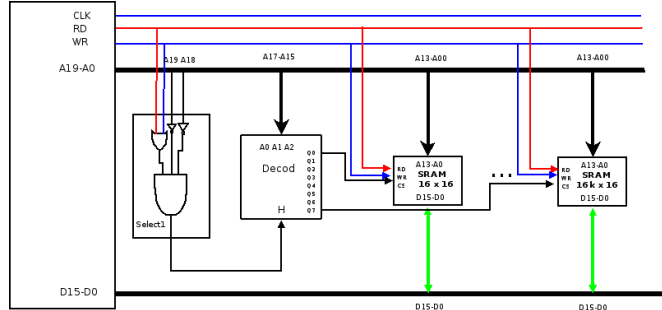 CLK
RD
WR
A19-A0
A19 A18
A17-A15
A13-A00
A13-A00
Select1
A0 A1 A2
Decod
H
Q0
Q1
Q2
Q3
Q4
Q5
Q6
Q7
RD
WR
CS
A13-A0
SRAM
16 x 16
D15-D0
...
RD
WR
CS
A13-A0
SRAM
16k x 16
D15-D0
D15-D0
D15-D0
D15-D0